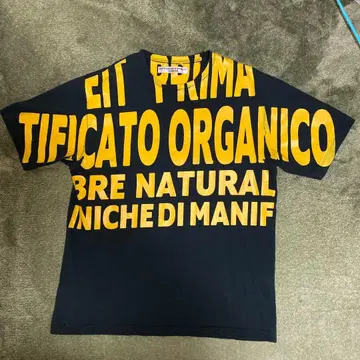 EIT PRIMA
TIFICATO ORGANICO
BRE NATURAL
NICHE DI MANIF